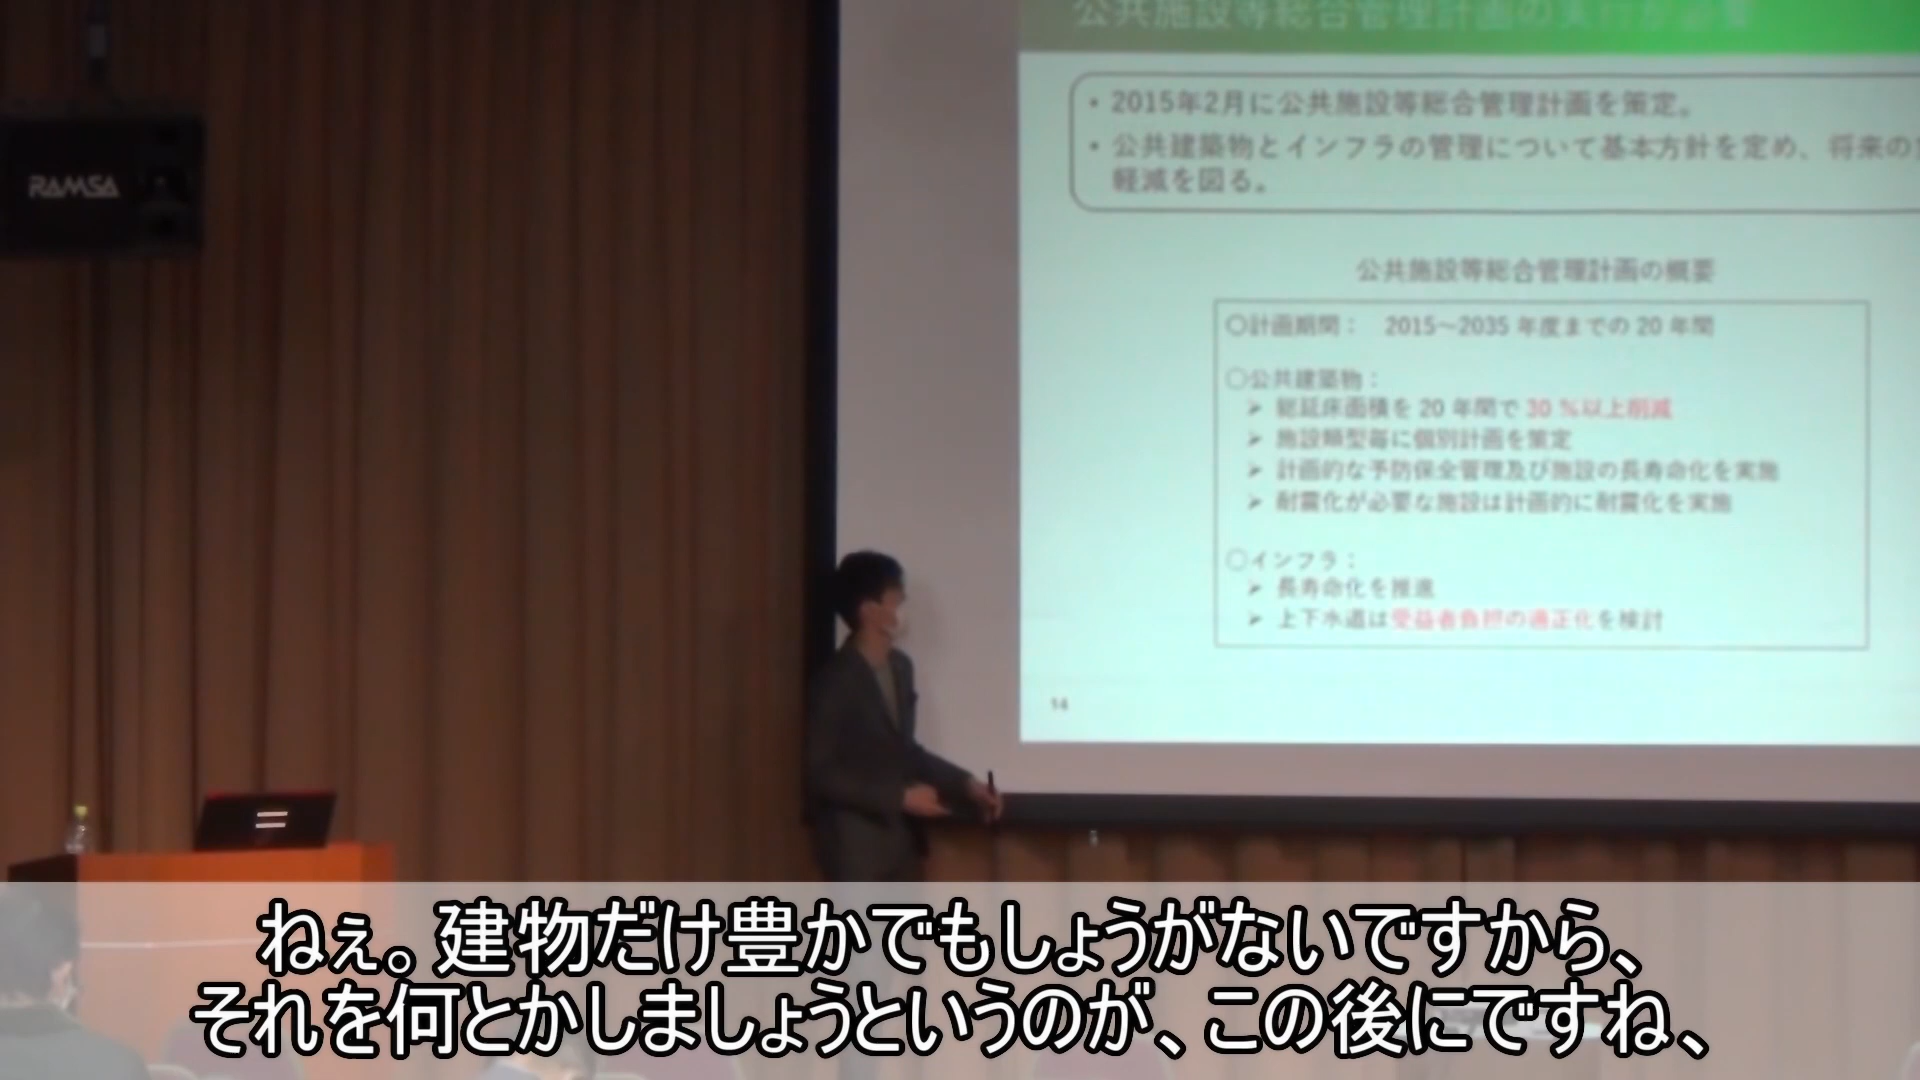 公共施設等総合管理計画の実行が必要
・2015年2月に公共施設等総合管理計画を策定。
・公共建築物とインフラの管理について基本方針を定め、将来の
軽減を図る。
RAMSA
公共施設等総合管理計画の概要
○計画期間： 2015～2035 年度までの 20 年間
○公共建築物：
➢ 総延床面積を 20 年間で 30 %以上削減
➢ 施設類型毎に個別計画を策定
➢ 計画的な予防保全管理及び施設の長寿命化を実施
➢ 耐震化が必要な施設は計画的に耐震化を実施
○インフラ：
➢ 長寿命化を推進
➢ 上下水道は受益者負担の適正化を検討
14
ねぇ。建物だけ豊かでもしょうがないですから、
それを何とかしましょうというのが、この後にですね、